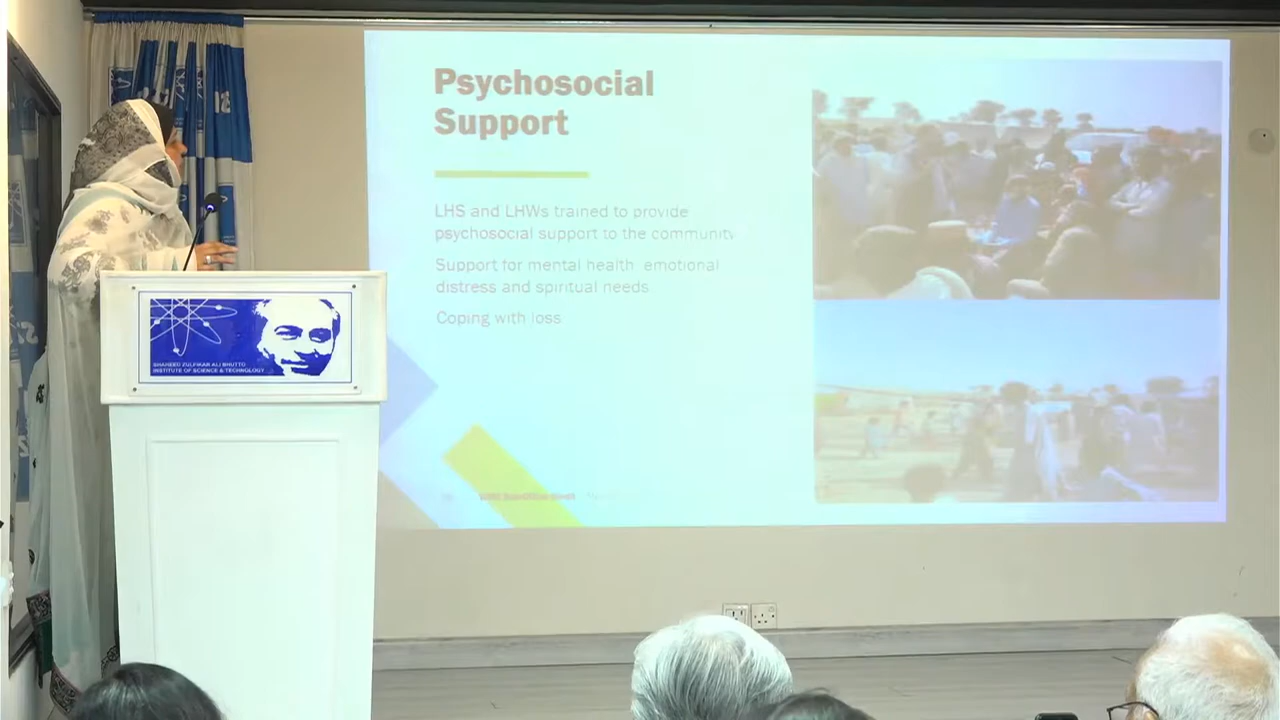 Psychosocial
Support
LHS and LHWs trained to provide
psychosocial support to the community
Support for mental health emotional
distress and spiritual needs
Coping with loss
SHAHEED ZULFIKAR ALI BHUTTO
INSTITUTE OF SCIENCE & TECHNOLOGY